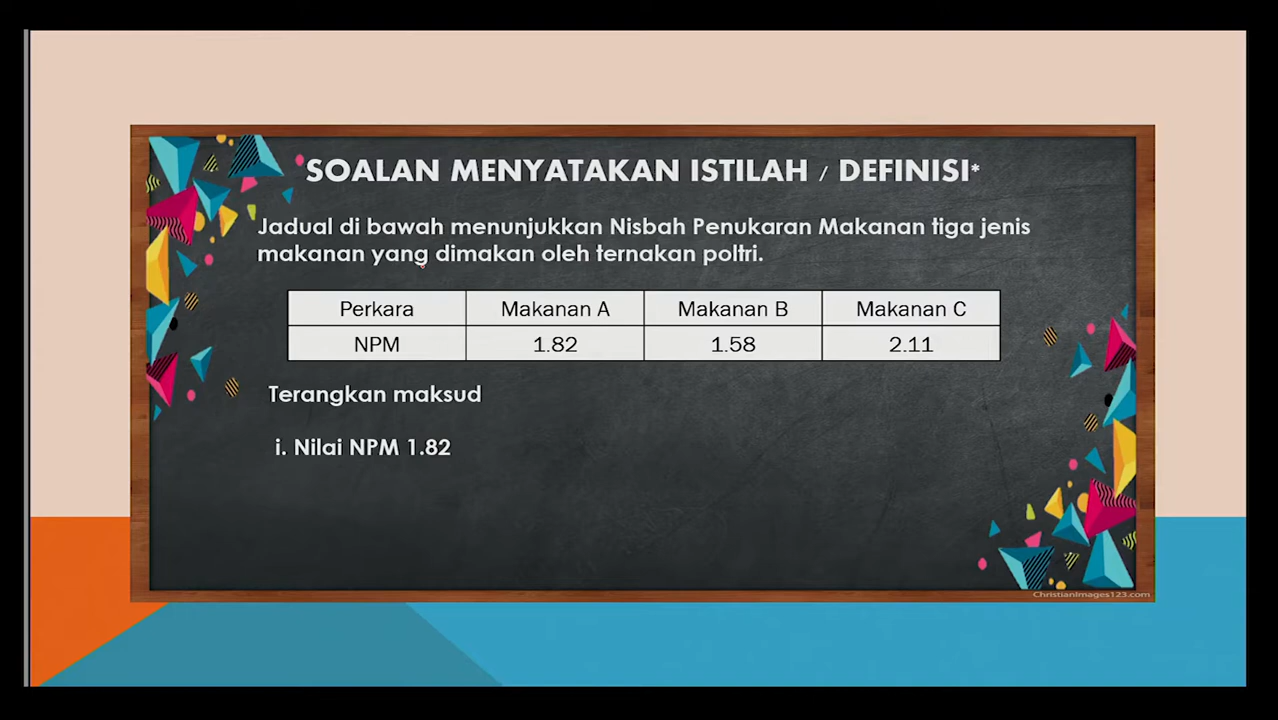 SOALAN MENYATAKAN ISTILAH / DEFINISI*
Jadual di bawah menunjukkan Nisbah Penukaran Makanan tiga jenis
makanan yang dimakan oleh ternakan poltri.
Perkara Makanan A Makanan B Makanan C
NPM 1.82 1.58 2.11
Terangkan maksud
i. Nilai NPM 1.82
ChristianImages123.com